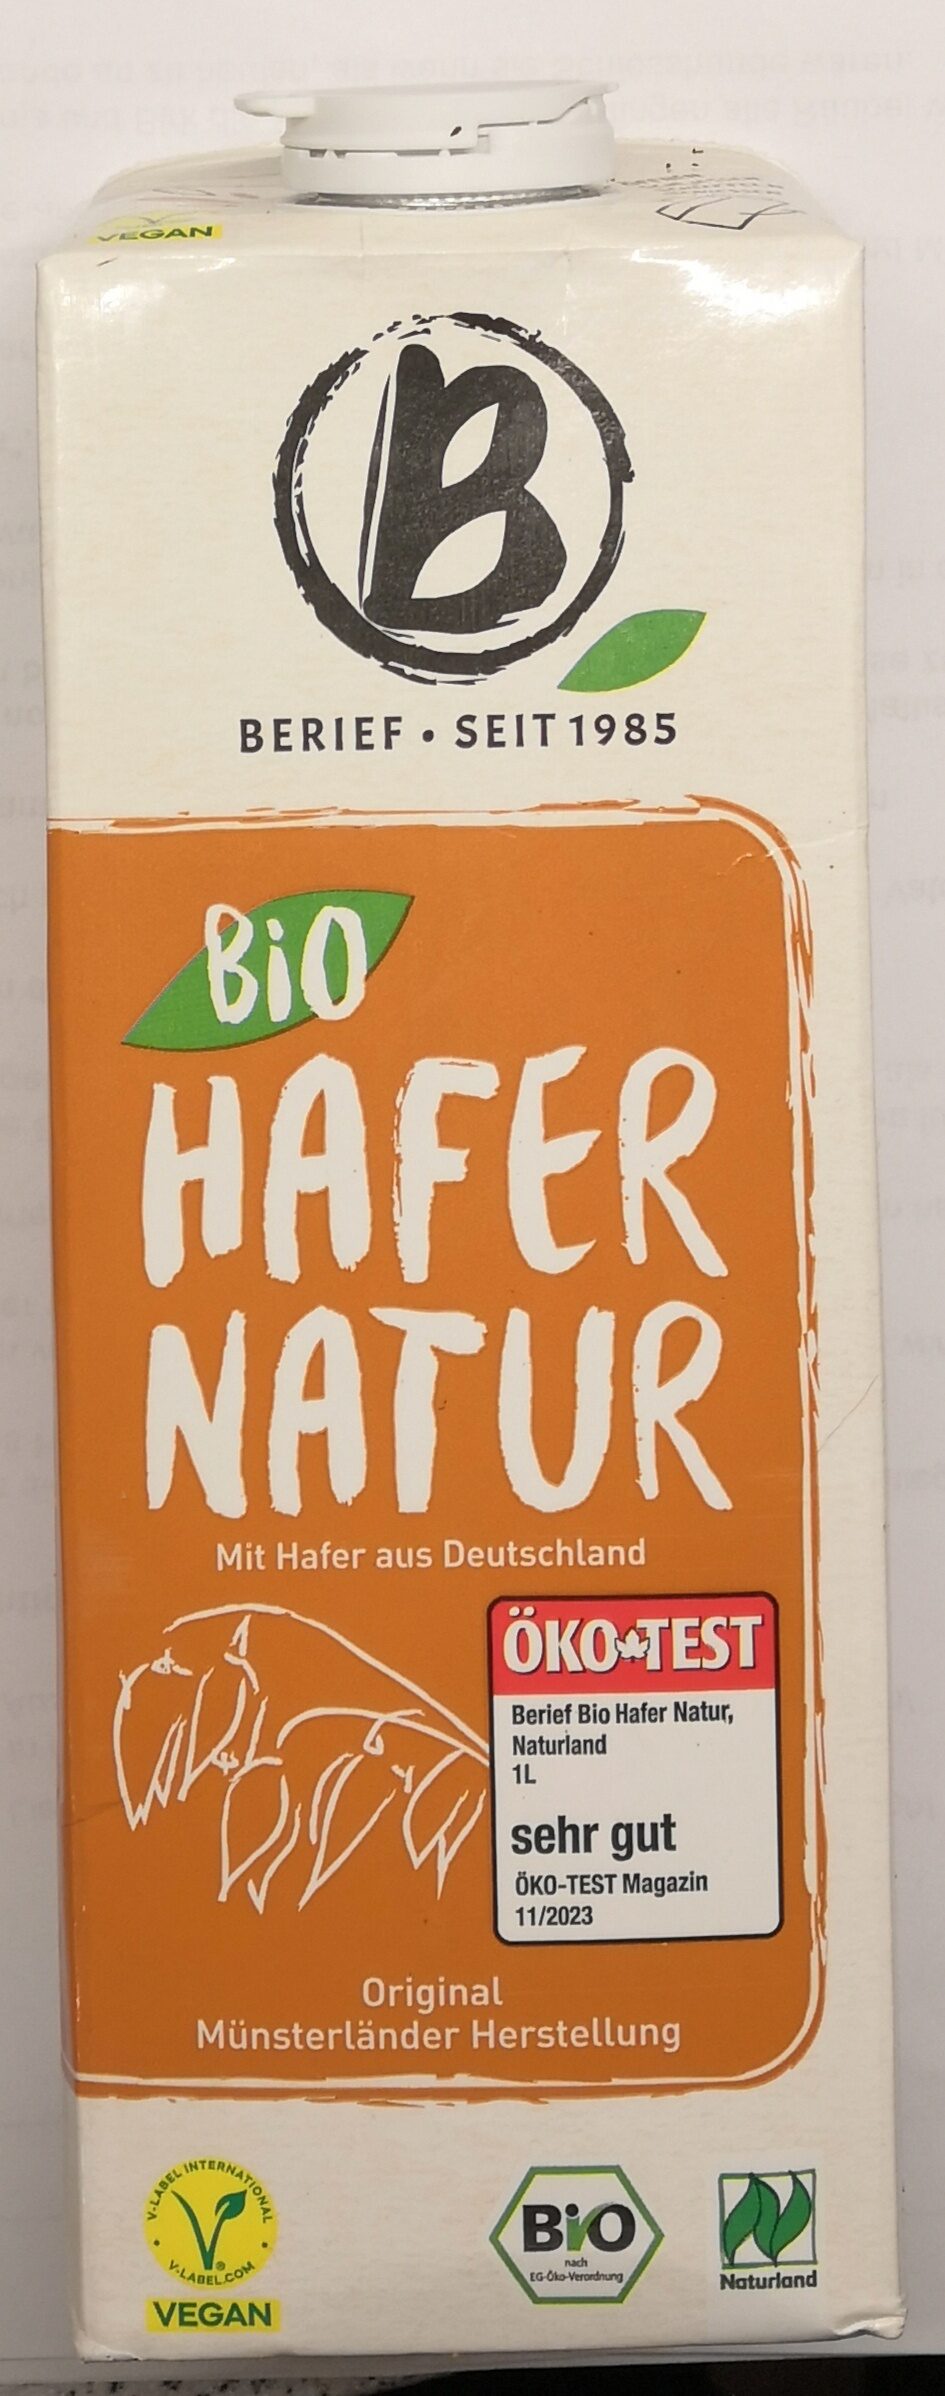 VEGAN
B
BERIEF · SEIT 1985
BiO
HAFER
NATUR
Mit Hafer aus Deutschland
ÖKO TEST
Berief Bio Hafer Natur,
Naturland
1L
sehr gut
ÖKO-TEST Magazin
11/2023
Original
Münsterländer Herstellung
V-LABEL INTERNATIONAL
V-LABEL.COM
®
VEGAN
BiO
nach
EG-Öko-Verordnung
Naturland